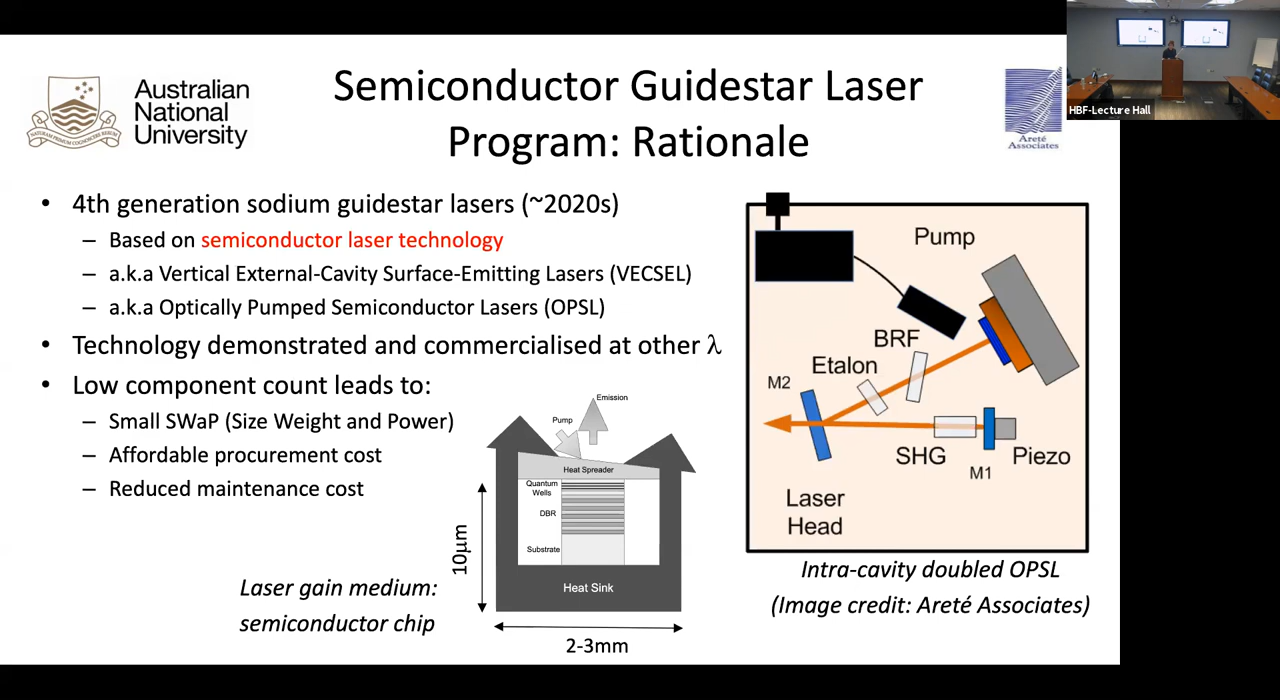 Australian
National
University
Semiconductor Guidestar Laser
Program: Rationale
Areté
Associates
HBF-Lecture Hall
• 4th generation sodium guidestar lasers (~2020s)
– Based on semiconductor laser technology
– a.k.a Vertical External-Cavity Surface-Emitting Lasers (VECSEL)
– a.k.a Optically Pumped Semiconductor Lasers (OPSL)
• Technology demonstrated and commercialised at other λ
• Low component count leads to:
– Small SWaP (Size Weight and Power)
– Affordable procurement cost
– Reduced maintenance cost
Laser gain medium:
semiconductor chip
Emission
Pump
Heat Spreader
Quantum
Wells
DBR
Substrate
Heat Sink
10μm
2-3mm
Pump
BRF
Etalon
M2
SHG
M1
Piezo
Laser
Head
Intra-cavity doubled OPSL
(Image credit: Areté Associates)